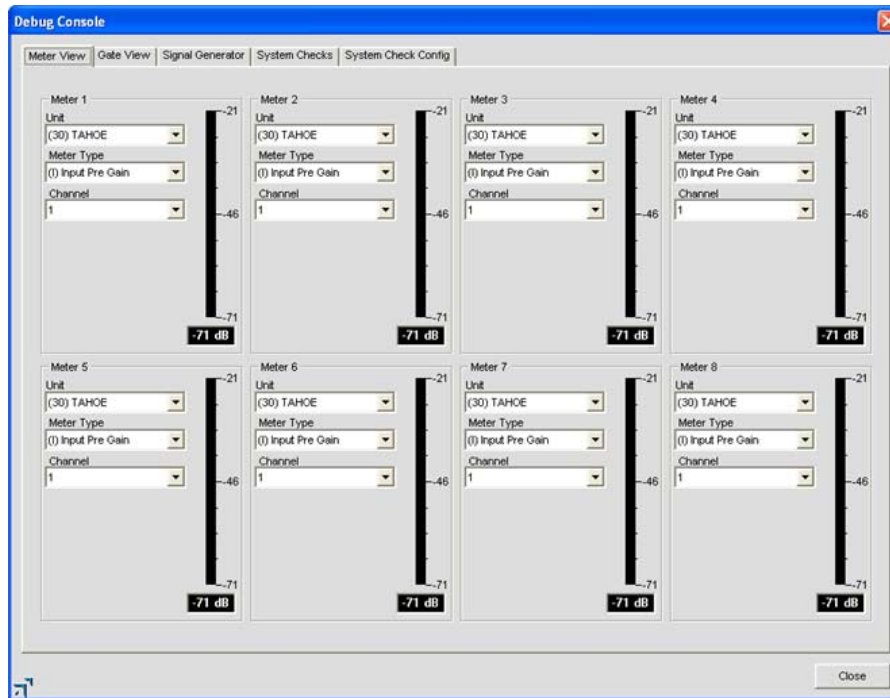 Debug Console
Meter View Gate View Signal Generator System Checks System Check Config
Meter 1
Unit
(30) TAHOE
Meter Type
(I) Input Pre Gain
Channel
1
-21
-46
-71
-71 dB
Meter 2
Unit
(30) TAHOE
Meter Type
(I) Input Pre Gain
Channel
1
-21
-46
-71
-71 dB
Meter 3
Unit
(30) TAHOE
Meter Type
(I) Input Pre Gain
Channel
1
-21
-46
-71
-71 dB
Meter 4
Unit
(30) TAHOE
Meter Type
(I) Input Pre Gain
Channel
1
-21
-46
-71
-71 dB
Meter 5
Unit
(30) TAHOE
Meter Type
(I) Input Pre Gain
Channel
1
-21
-46
-71
-71 dB
Meter 6
Unit
(30) TAHOE
Meter Type
(I) Input Pre Gain
Channel
1
-21
-46
-71
-71 dB
Meter 7
Unit
(30) TAHOE
Meter Type
(I) Input Pre Gain
Channel
1
-21
-46
-71
-71 dB
Meter 8
Unit
(30) TAHOE
Meter Type
(I) Input Pre Gain
Channel
1
-21
-46
-71
-71 dB
Close